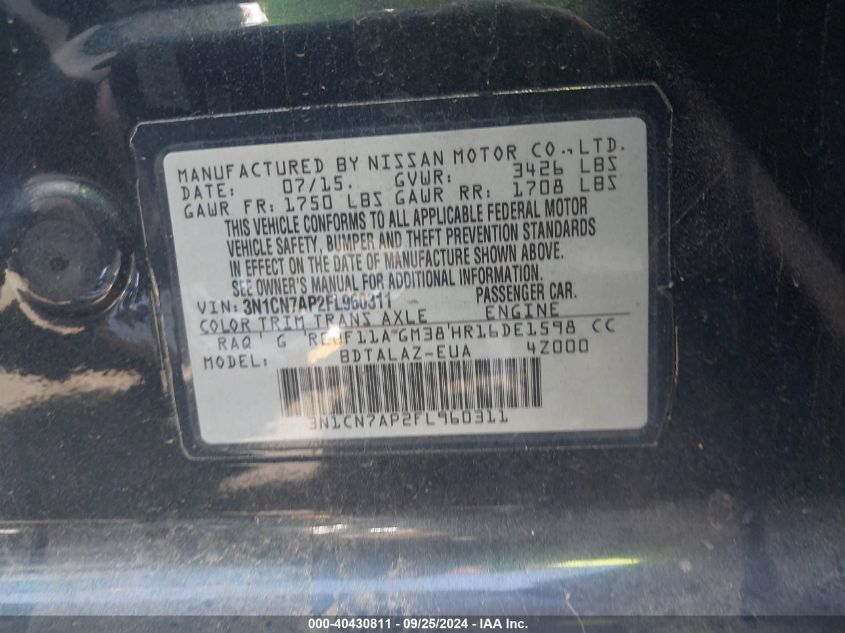 MANUFACTURED BY NISSAN MOTOR CO., LTD.
DATE: 07/15. GVWR: 3426 LBS
GAWR FR: 1750 LBS GAWR RR: 1708 LBS
THIS VEHICLE CONFORMS TO ALL APPLICABLE FEDERAL MOTOR
VEHICLE SAFETY, BUMPER AND THEFT PREVENTION STANDARDS
IN EFFECT ON THE DATE OF MANUFACTURE SHOWN ABOVE.
SEE OWNER'S MANUAL FOR ADDITIONAL INFORMATION.
VIN: 3N1CN7AP2FL960311 PASSENGER CAR.
COLOR TRIM TRANS AXLE ENGINE
RAQ G RE0F11A GM38 HR16DE1598 CC
MODEL: BDTALAZ-EUA 4Z000
3N1CN7AP2FL960311
000-40430811 - 09/25/2024 - IAA Inc.